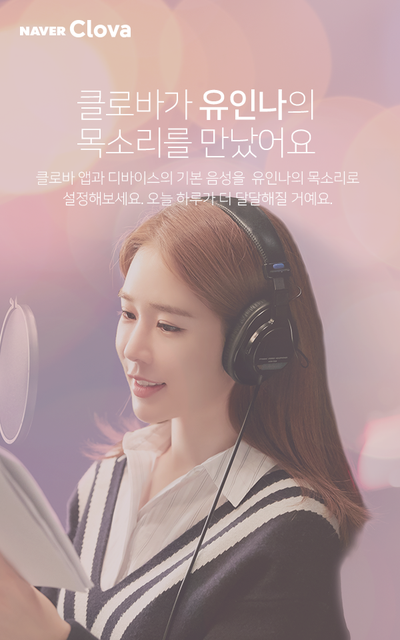 NAVER Clova
클로바가 유인나의
목소리를 만났어요
클로바 앱과 디바이스의 기본 음성을 유인나의 목소리로
설정해보세요. 오늘 하루가 더 달달해질 거예요.